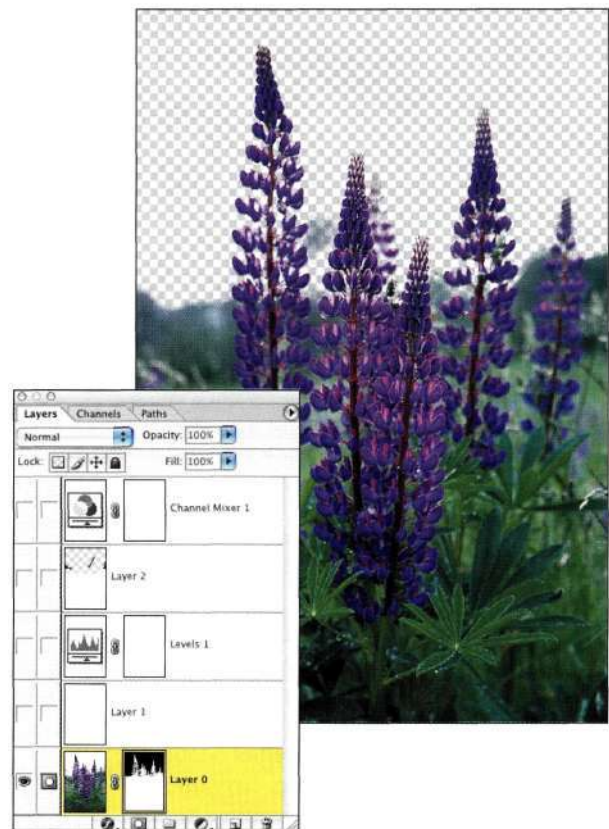 Layers Channels Paths
Normal Opacity: 100%
Lock: Fill: 100%
Channel Mixer 1
Layer 2
Levels 1
Layer 1
Layer 0